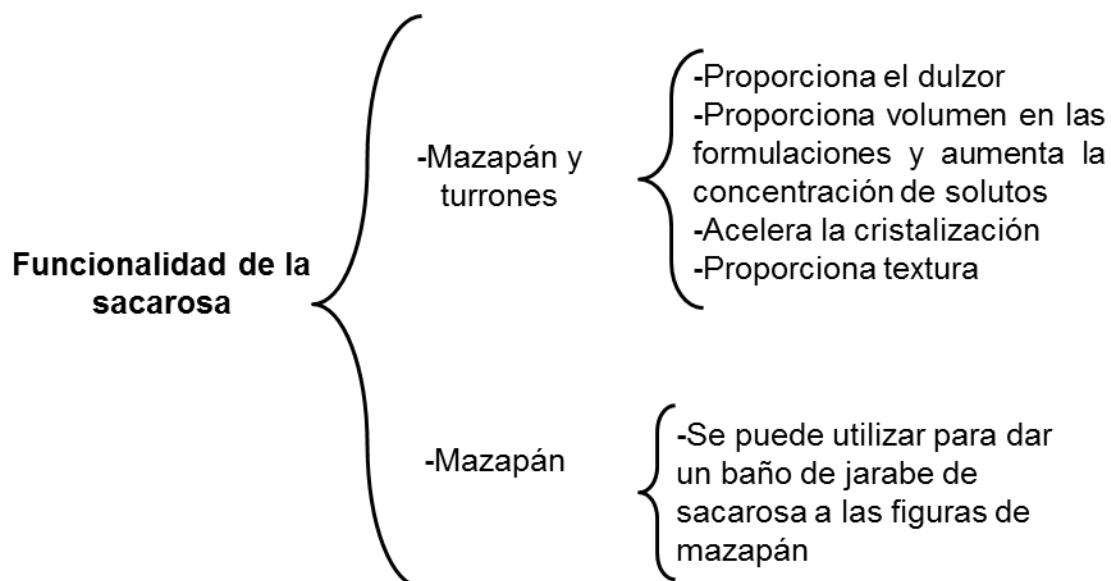 Funcionalidad de la
sacarosa
-Mazapán y
turrones
-Proporciona el dulzor
-Proporciona volumen en las
formulaciones y aumenta la
concentración de solutos
-Acelera la cristalización
-Proporciona textura
-Mazapán
-Se puede utilizar para dar
un baño de jarabe de
sacarosa a las figuras de
mazapán